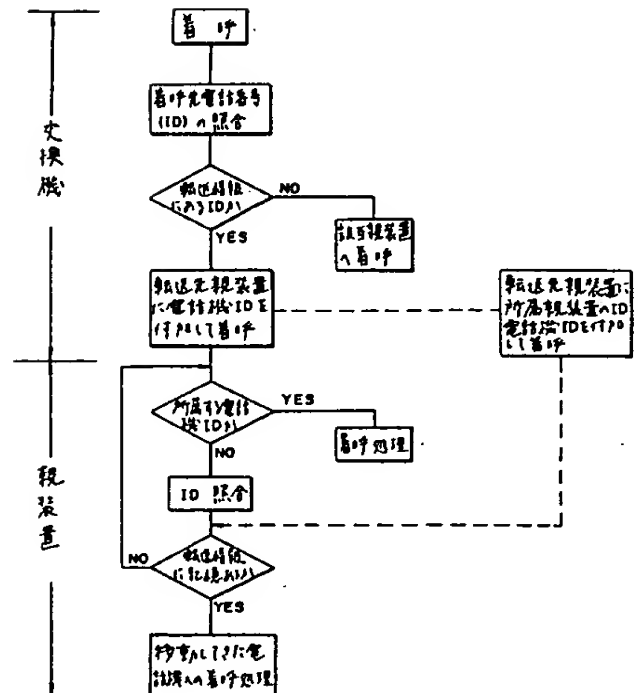 着呼
着呼先電話番号
(ID)の照合
交換機
転送情報
にあるIDか
NO
YES
該当親装置
へ着呼
転送先親装置
に電話機IDを
付加して着呼
転送先親装置に
所属親装置のID
電話機IDを付加
して着呼
所属する電話
機IDか
YES
NO
着呼処理
親装置
ID 照合
転送情報
に記憶あるか
NO
YES
移動してきた電
話機への着呼処理